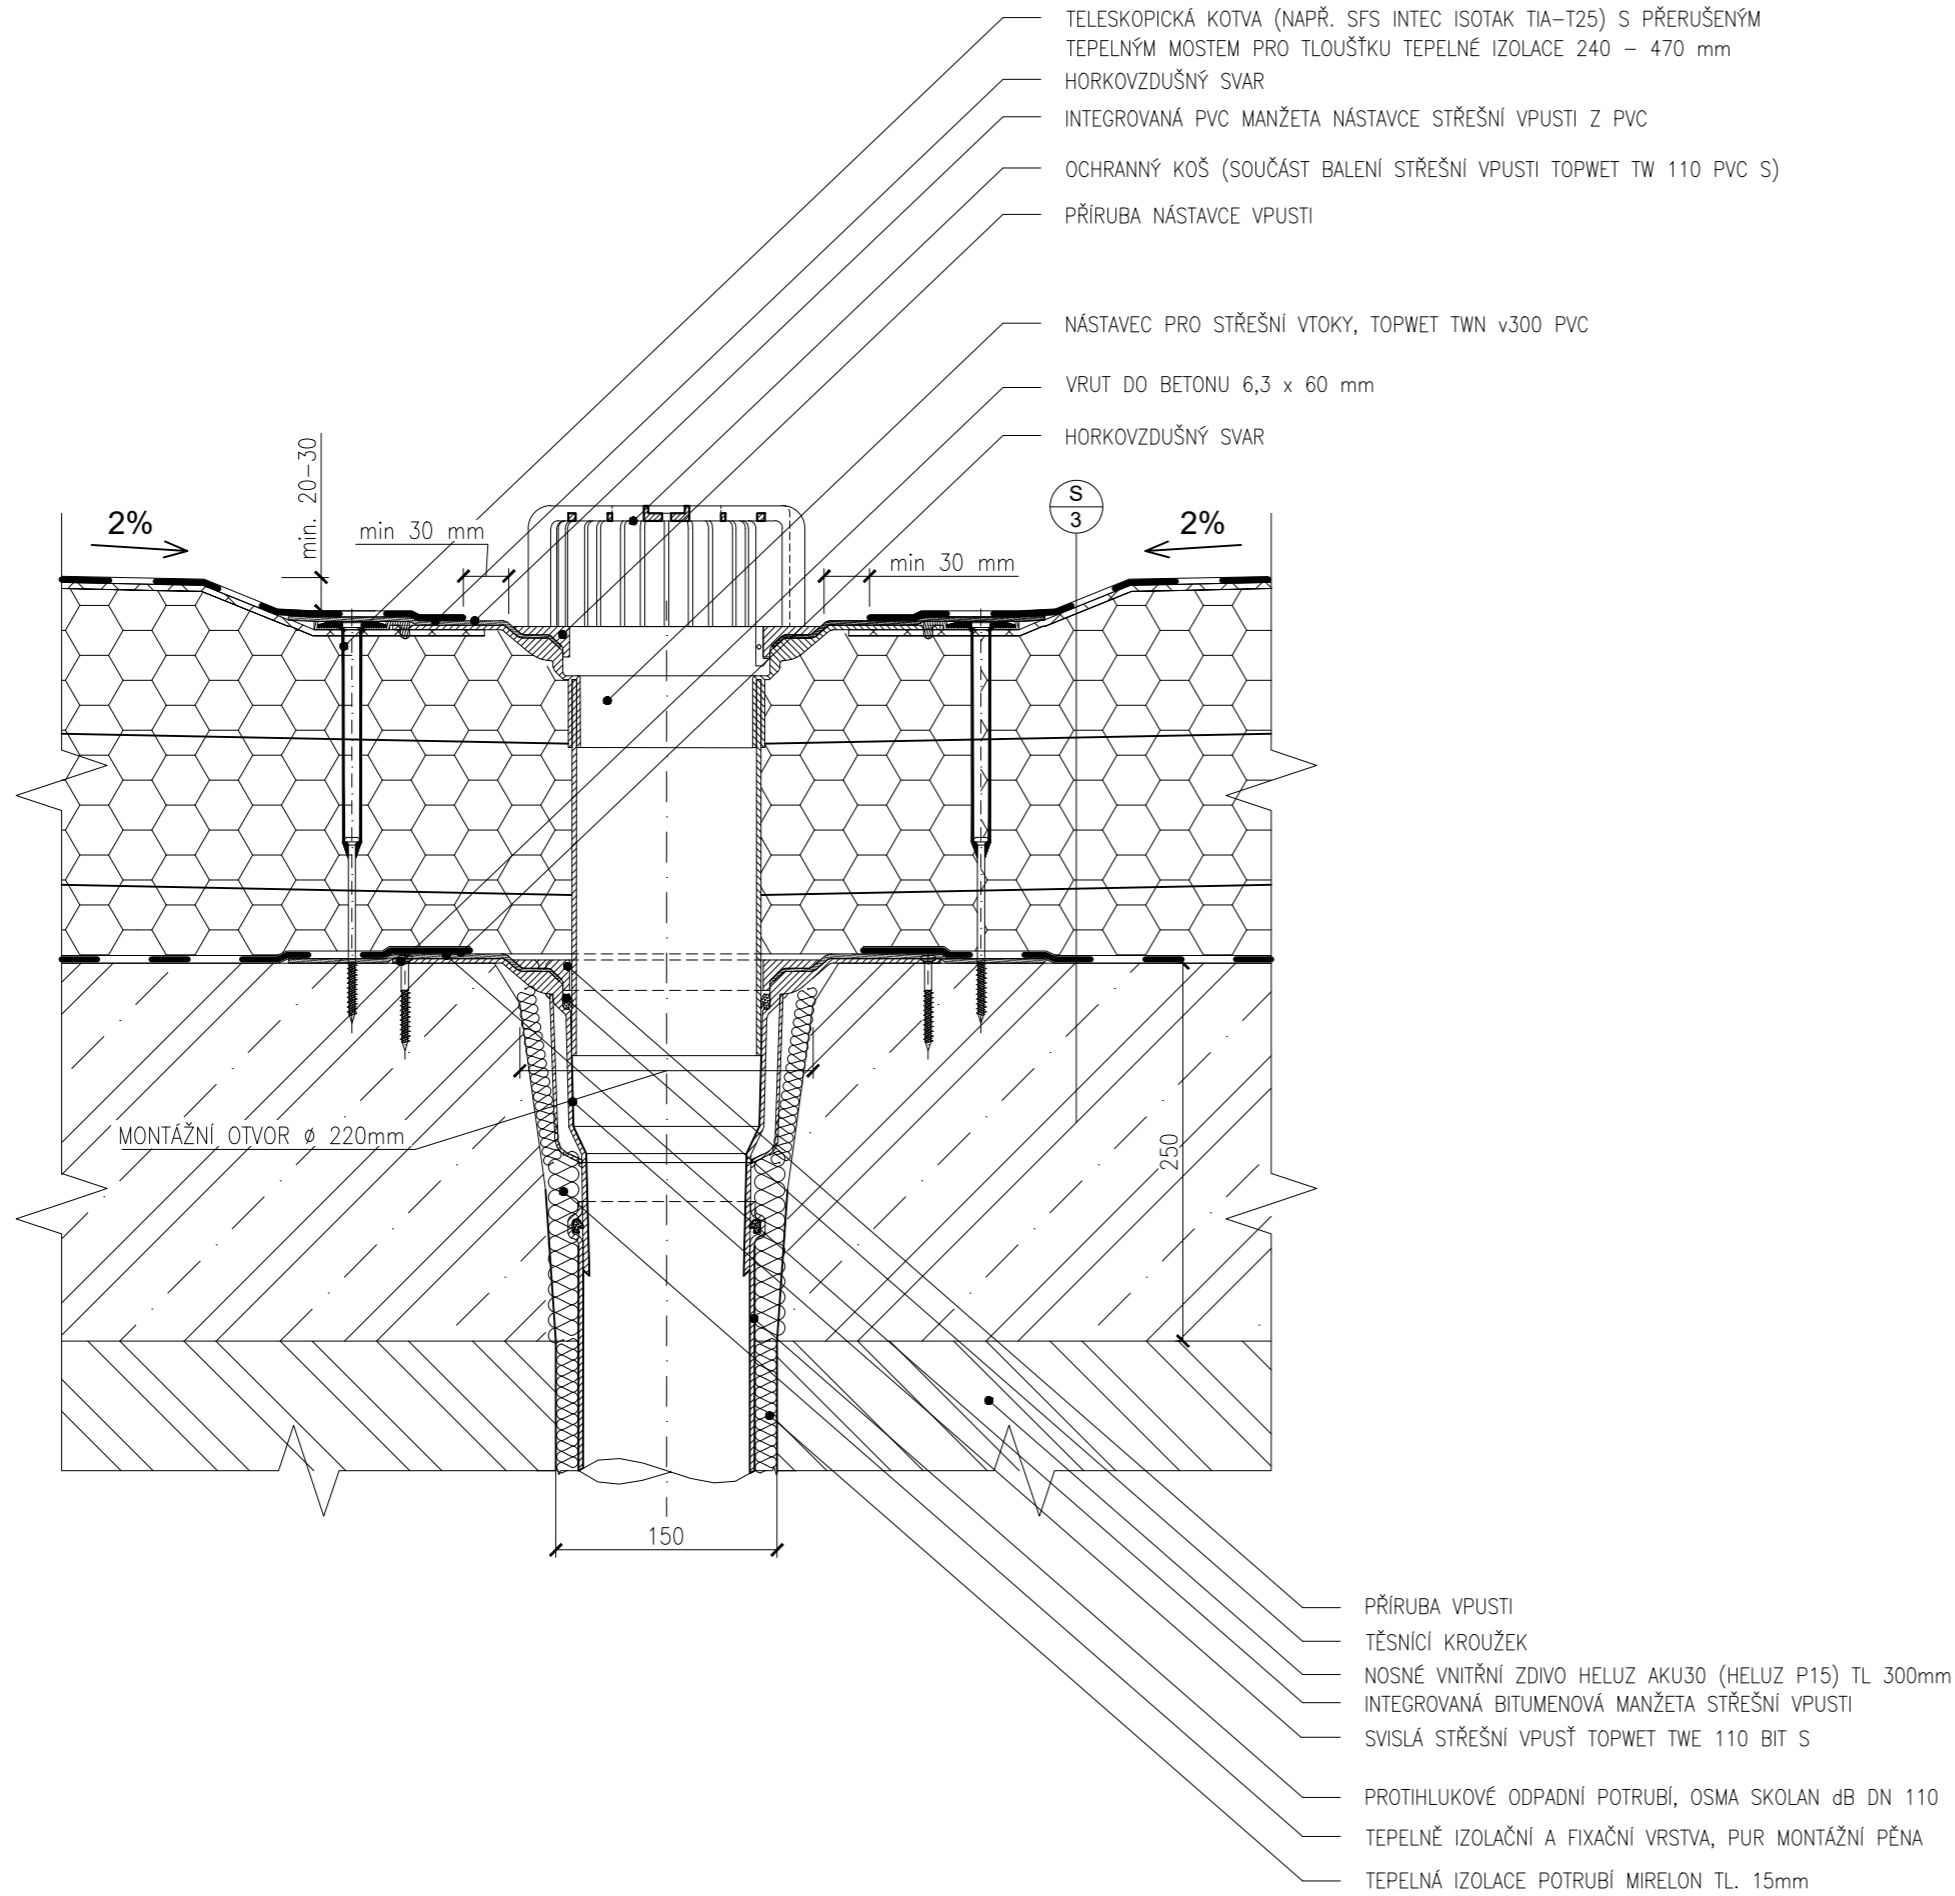 TELESKOPICKÁ KOTVA (NAPŘ. SFS INTEC ISOTAK TIA-T25) S PŘERUŠENÝM
TEPELNÝM MOSTEM PRO TLOUŠŤKU TEPELNÉ IZOLACE 240 - 470 mm
HORKOVZDUŠNÝ SVAR
INTEGROVANÁ PVC MANŽETA NÁSTAVCE STŘEŠNÍ VPUSTI Z PVC
OCHRANNÝ KOŠ (SOUČÁST BALENÍ STŘEŠNÍ VPUSTI TOPWET TW 110 PVC S)
PŘÍRUBA NÁSTAVCE VPUSTI
NÁSTAVEC PRO STŘEŠNÍ VTOKY, TOPWET TWN v300 PVC
VRUT DO BETONU 6,3 x 60 mm
HORKOVZDUŠNÝ SVAR
min. 20-30
S
3
2%
min 30 mm
2%
min 30 mm
MONTÁŽNÍ OTVOR ø 220mm
250
150
PŘÍRUBA VPUSTI
TĚSNÍCÍ KROUŽEK
NOSNÉ VNITŘNÍ ZDIVO HELUZ AKU30 (HELUZ P15) TL 300mm
INTEGROVANÁ BITUMENOVÁ MANŽETA STŘEŠNÍ VPUSTI
SVISLÁ STŘEŠNÍ VPUSŤ TOPWET TWE 110 BIT S
PROTIHLUKOVÉ ODPADNÍ POTRUBÍ, OSMA SKOLAN dB DN 110
TEPELNĚ IZOLAČNÍ A FIXAČNÍ VRSTVA, PUR MONTÁŽNÍ PĚNA
TEPELNÁ IZOLACE POTRUBÍ MIRELON TL. 15mm